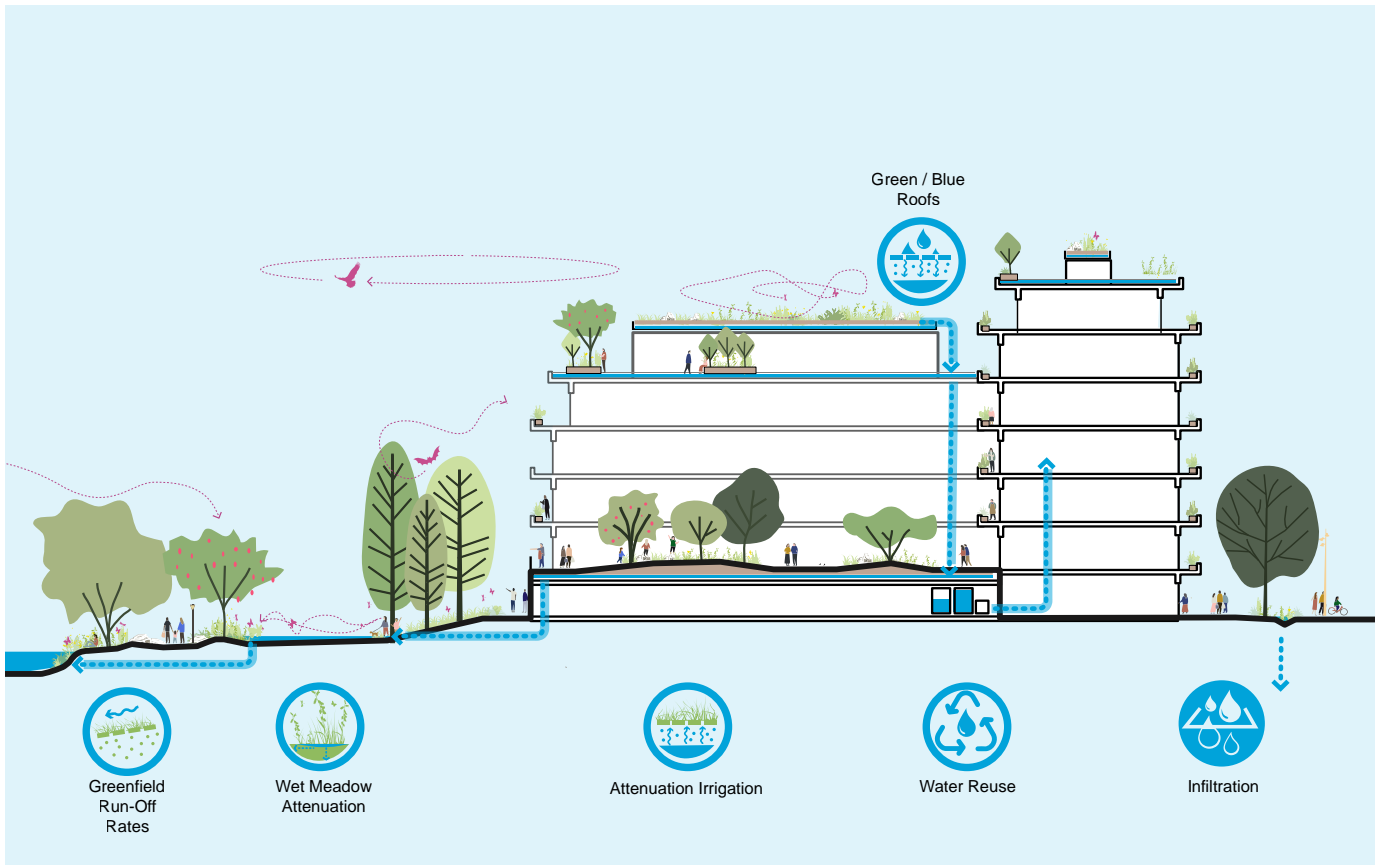 Green / Blue
Roofs
Greenfield
Run-Off
Rates
Wet Meadow
Attenuation
Attenuation Irrigation
Water Reuse
Infiltration